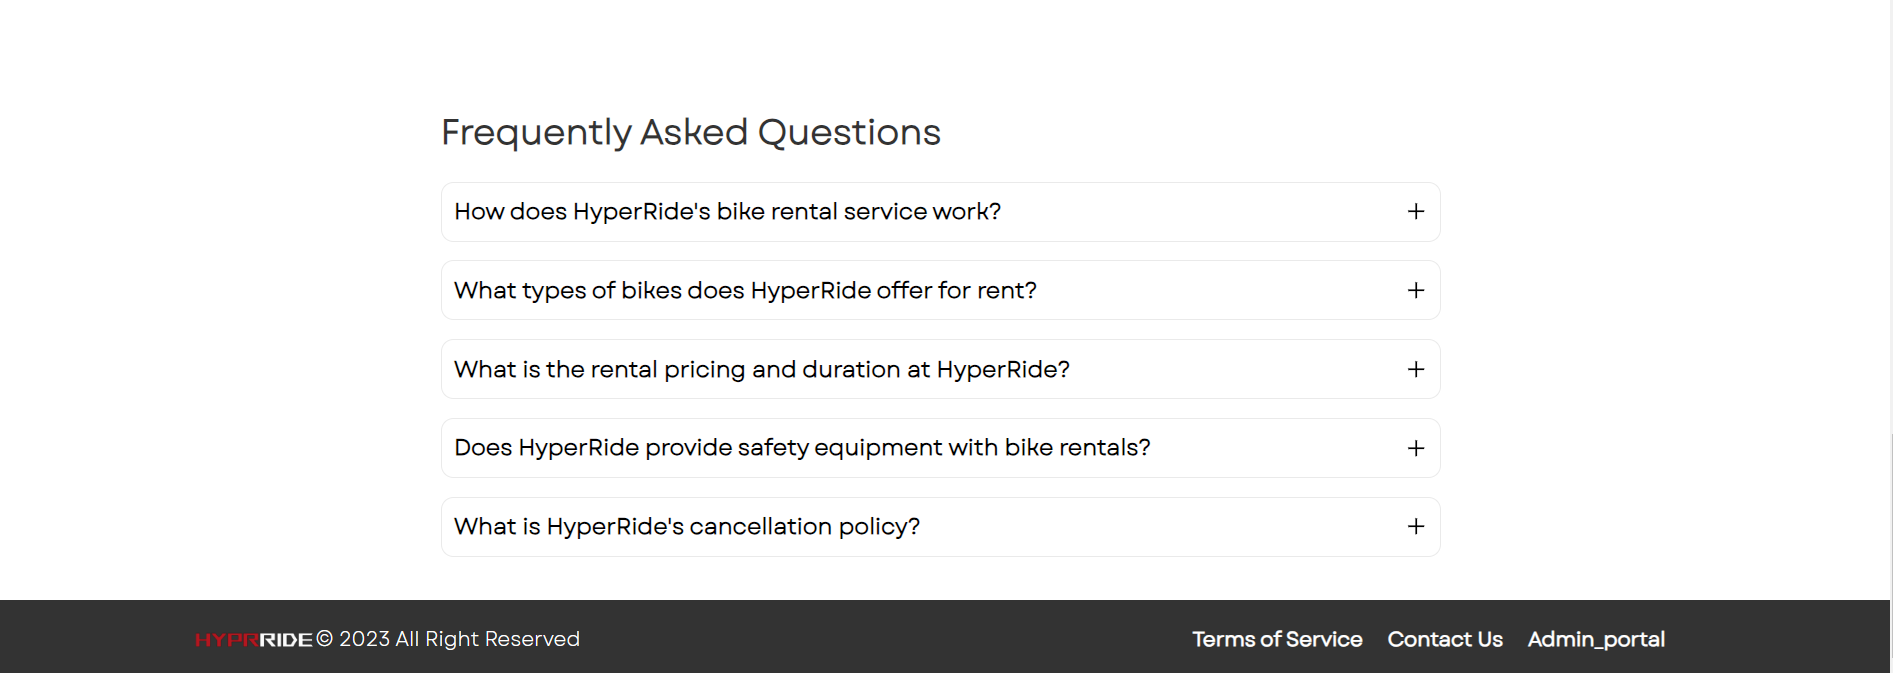 Frequently Asked Questions
How does HyperRide's bike rental service work?
What types of bikes does HyperRide offer for rent?
What is the rental pricing and duration at HyperRide?
Does HyperRide provide safety equipment with bike rentals?
What is HyperRide's cancellation policy?
HYPRRIDE © 2023 All Right Reserved Terms of Service Contact Us Admin_portal